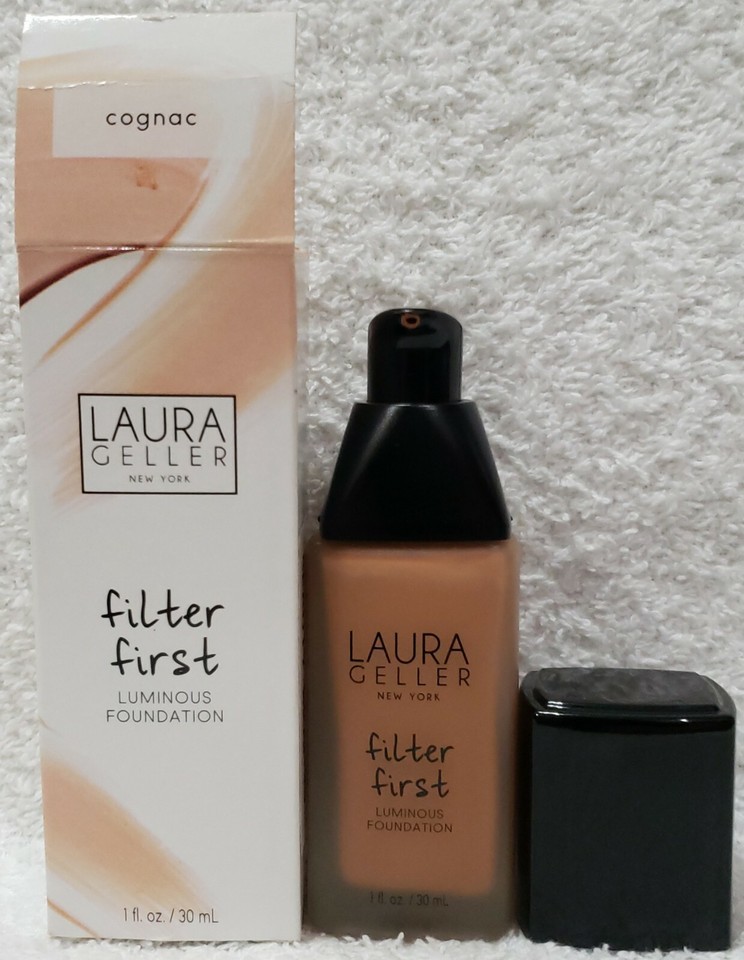 cognac
LAURA
GELLER
NEW YORK
filter
first
LUMINOUS
FOUNDATION
1 fl. oz. / 30 mL
LAURA
GELLER
NEW YORK
filter
first
LUMINOUS
FOUNDATION
1 fl. oz. / 30 mL